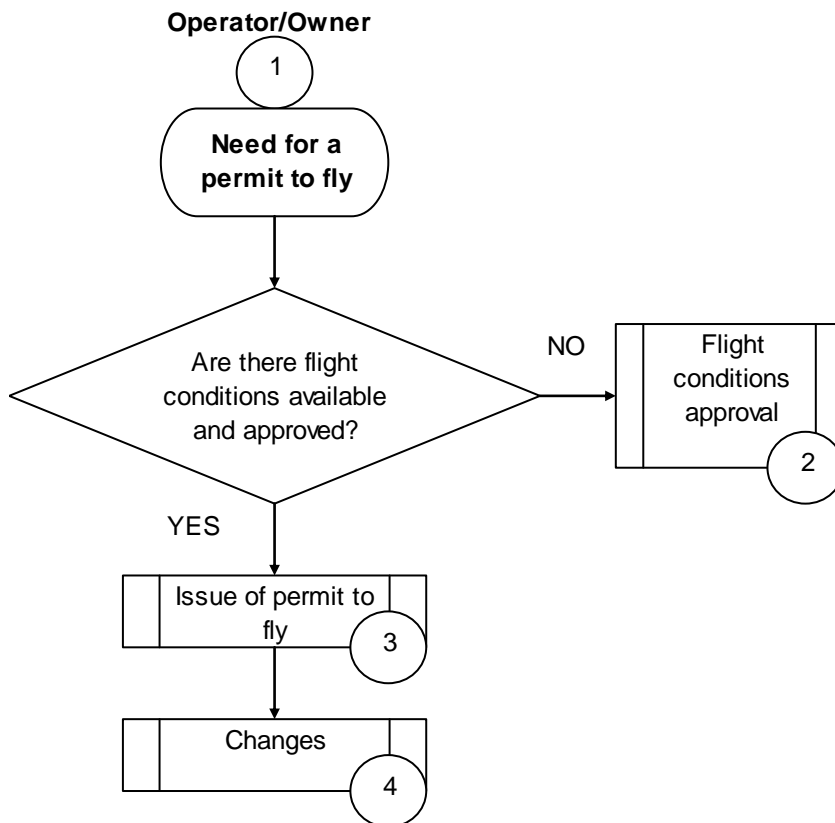 Operator/Owner
1
Need for a
permit to fly
Are there flight
conditions available
and approved?
NO
Flight
conditions
approval
2
YES
Issue of permit to
fly
3
Changes
4